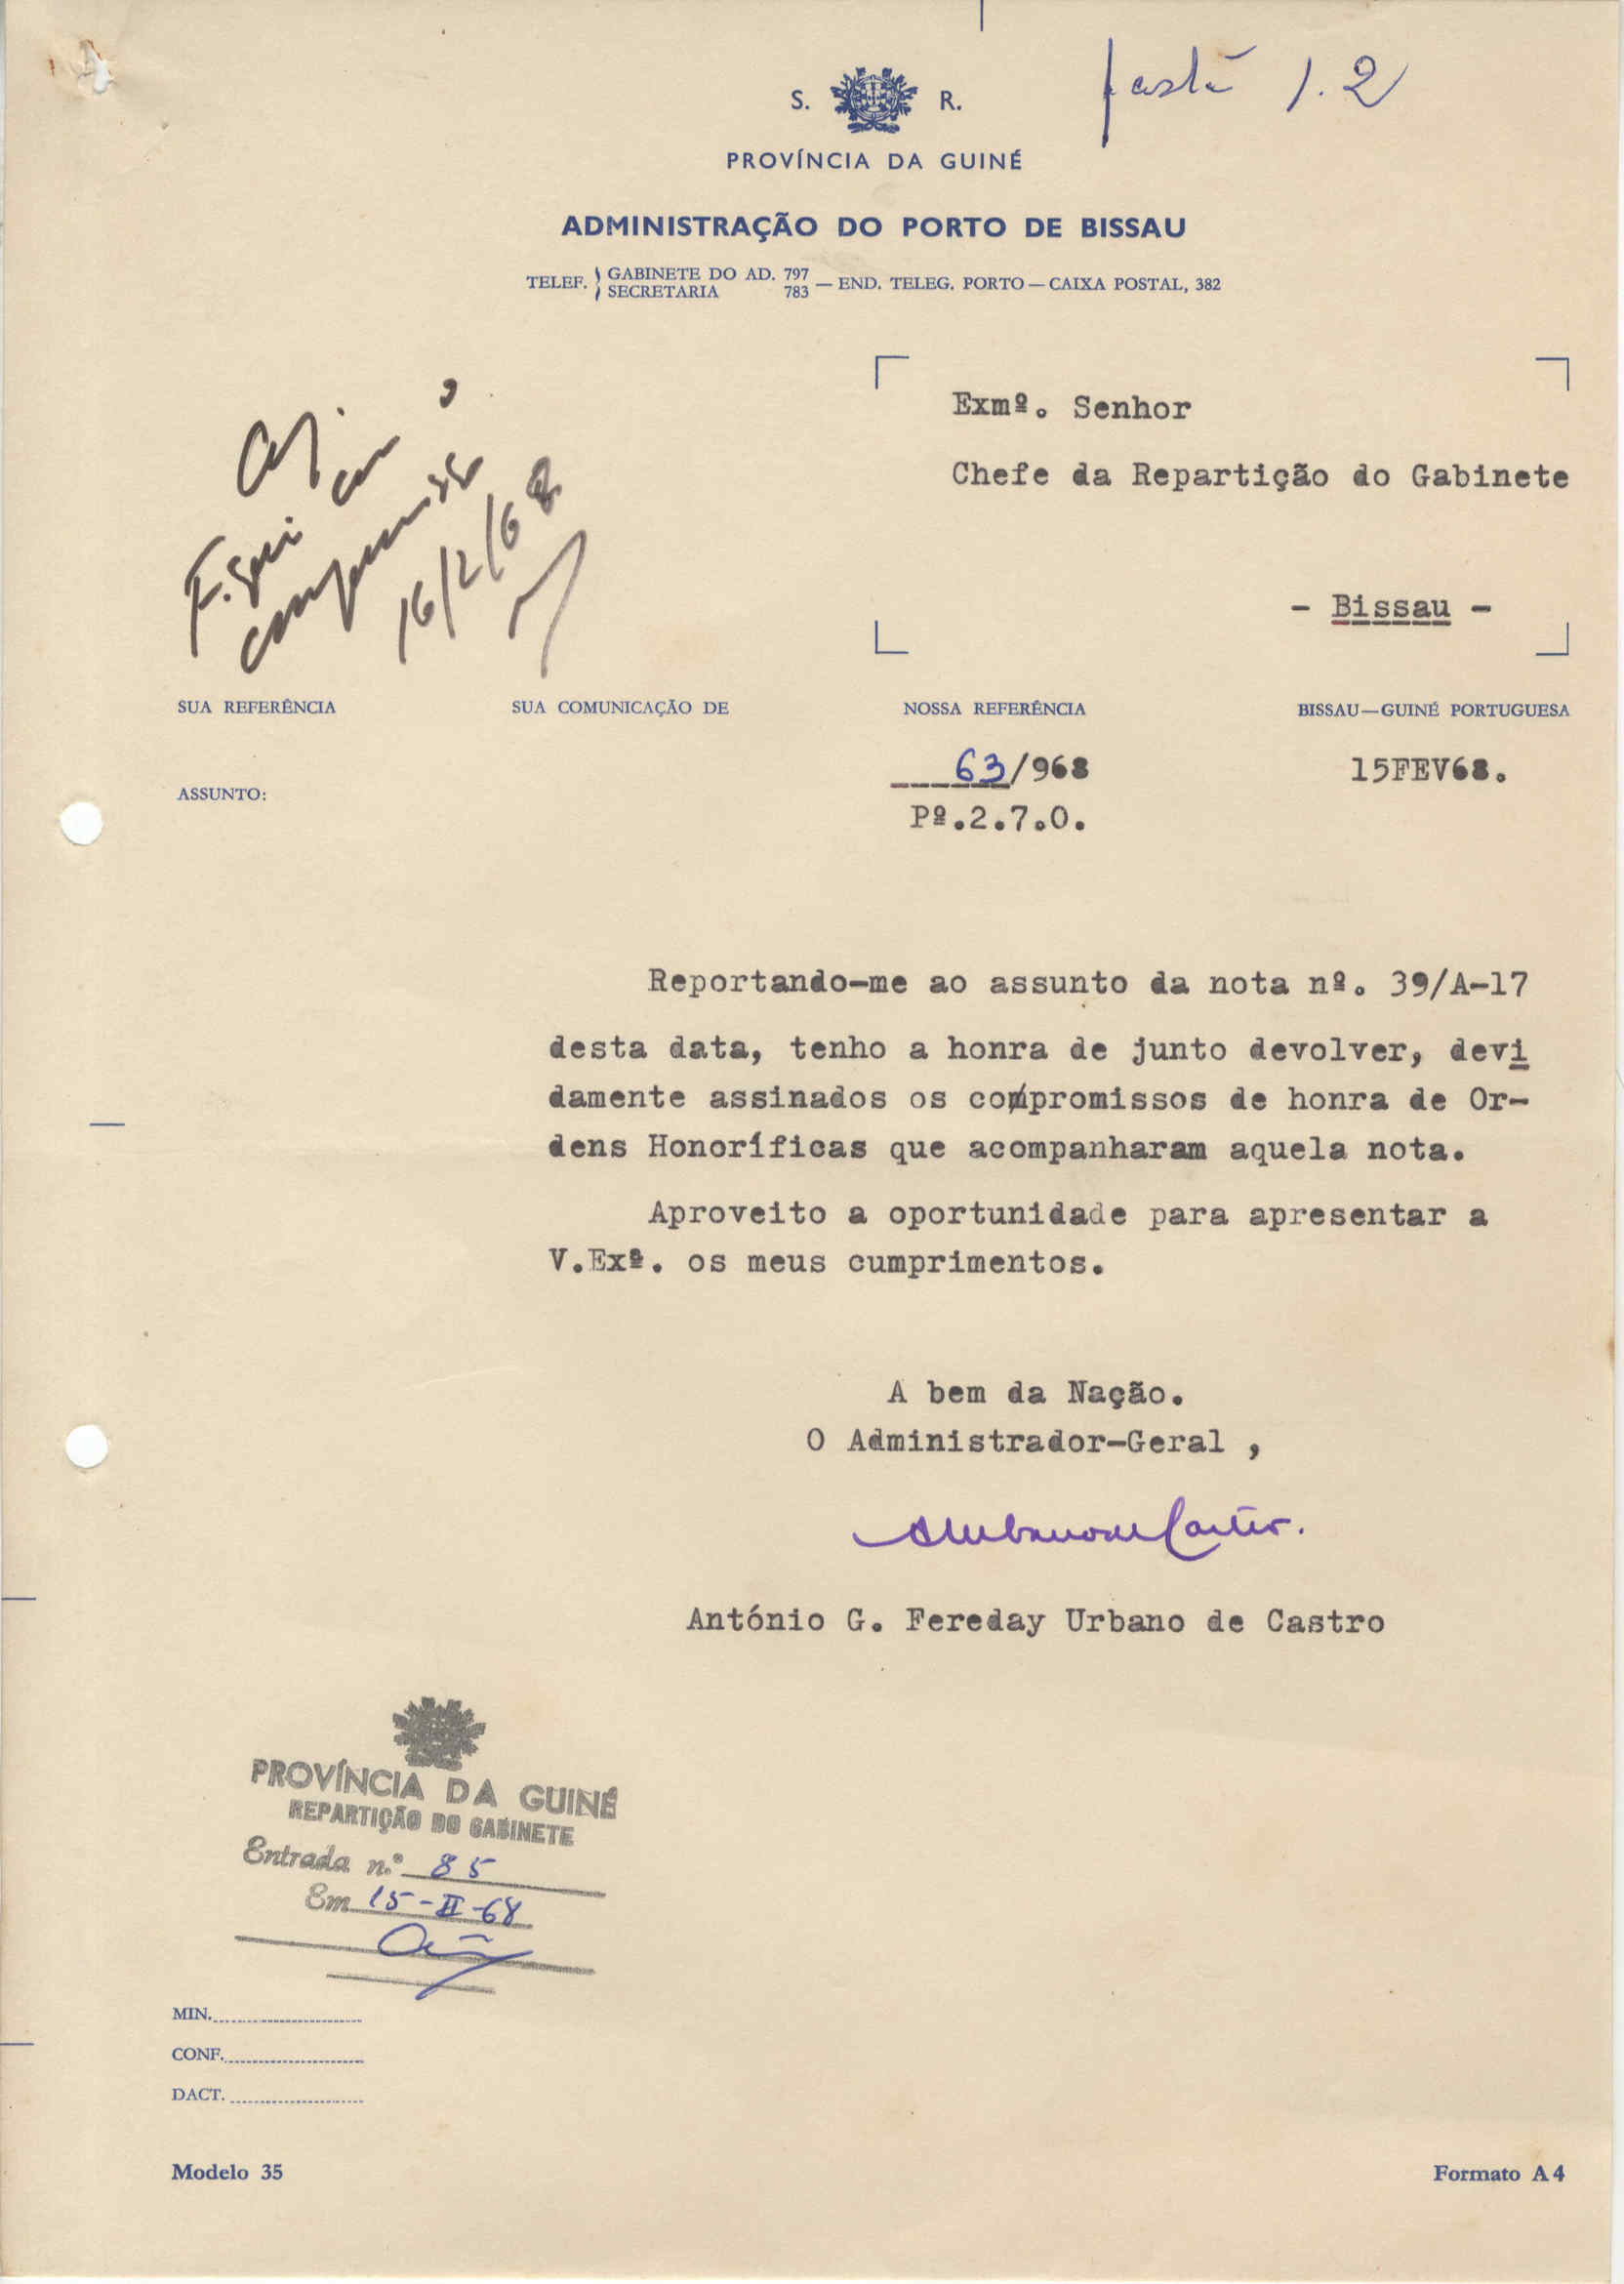 pasta 1.2
S. R.
PROVÍNCIA DA GUINÉ
ADMINISTRAÇÃO DO PORTO DE BISSAU
TELEF. GABINETE DO AD. 797
SECRETARIA 783 — END. TELEG. PORTO — CAIXA POSTAL, 382
Exmº. Senhor
Chefe da Repartição do Gabinete
- Bissau -
16/2/68
SUA REFERÊNCIA SUA COMUNICAÇÃO DE NOSSA REFERÊNCIA BISSAU—GUINÉ PORTUGUESA
63/968 15FEV68.
ASSUNTO:
Pº.2.7.0.
Reportando-me ao assunto da nota nº. 39/A-17
desta data, tenho a honra de junto devolver, devi
damente assinados os compromissos de honra de Or-
dens Honoríficas que acompanharam aquela nota.
Aproveito a oportunidade para apresentar a
V.Exª. os meus cumprimentos.
A bem da Nação.
O Administrador-Geral ,
António G. Fereday Urbano de Castro
PROVÍNCIA DA GUINÉ
REPARTIÇÃO DO GABINETE
Entrada n.º 85
Em 15-II-68
MIN.
CONF.
DACT.
Modelo 35 Formato A 4